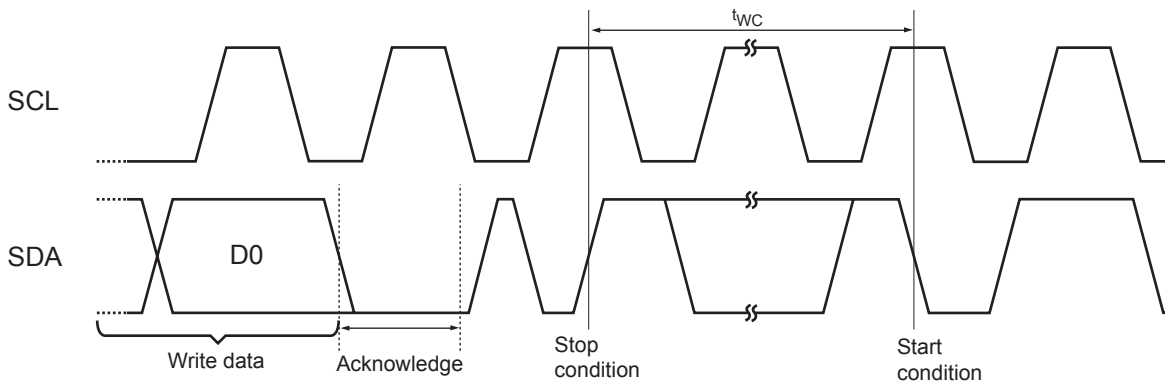 tWC
SCL
SDA
D0
Write data
Acknowledge
Stop
condition
Start
condition